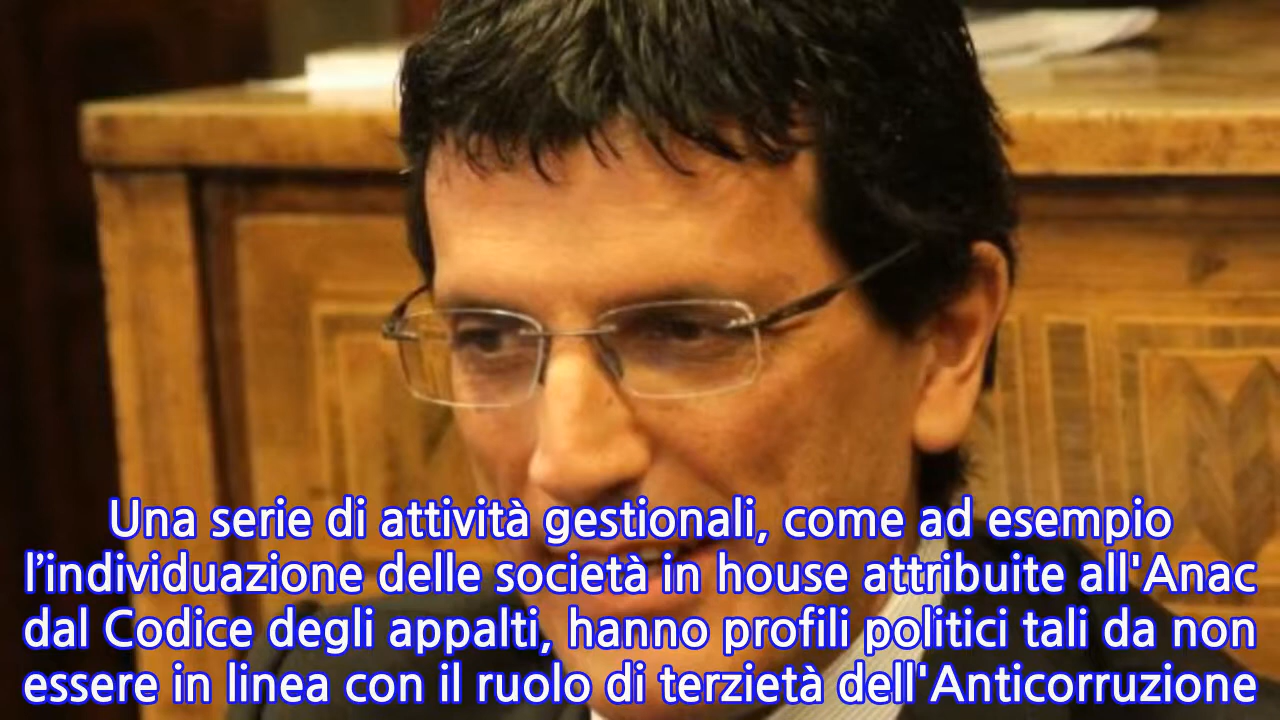 Una serie di attività gestionali, come ad esempio
l’individuazione delle società in house attribuite all'Anac
dal Codice degli appalti, hanno profili politici tali da non
essere in linea con il ruolo di terzietà dell'Anticorruzione